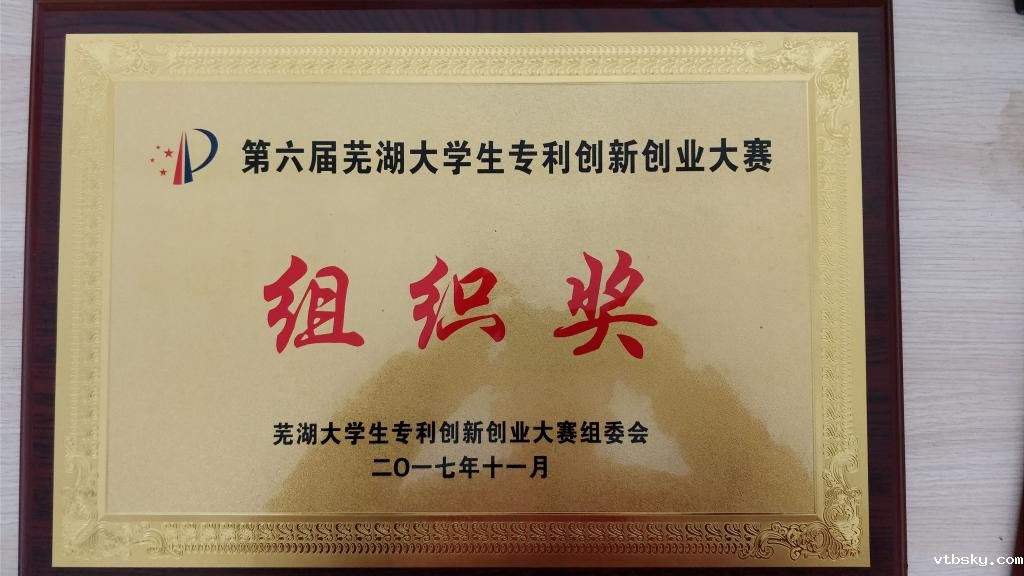 第六届芜湖大学生专利创新创业大赛
组织奖
芜湖大学生专利创新创业大赛组委会
二〇一七年十一月
vtbsky.com